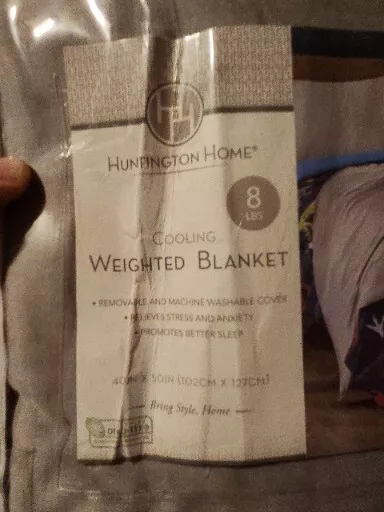 HH
HUNTINGTON HOME®
8
LBS
COOLING
WEIGHTED BLANKET
• REMOVABLE AND MACHINE WASHABLE COVER
• RELIEVES STRESS AND ANXIETY
• PROMOTES BETTER SLEEP
40IN X 50IN (102CM X 127CM)
Bring Style, Home